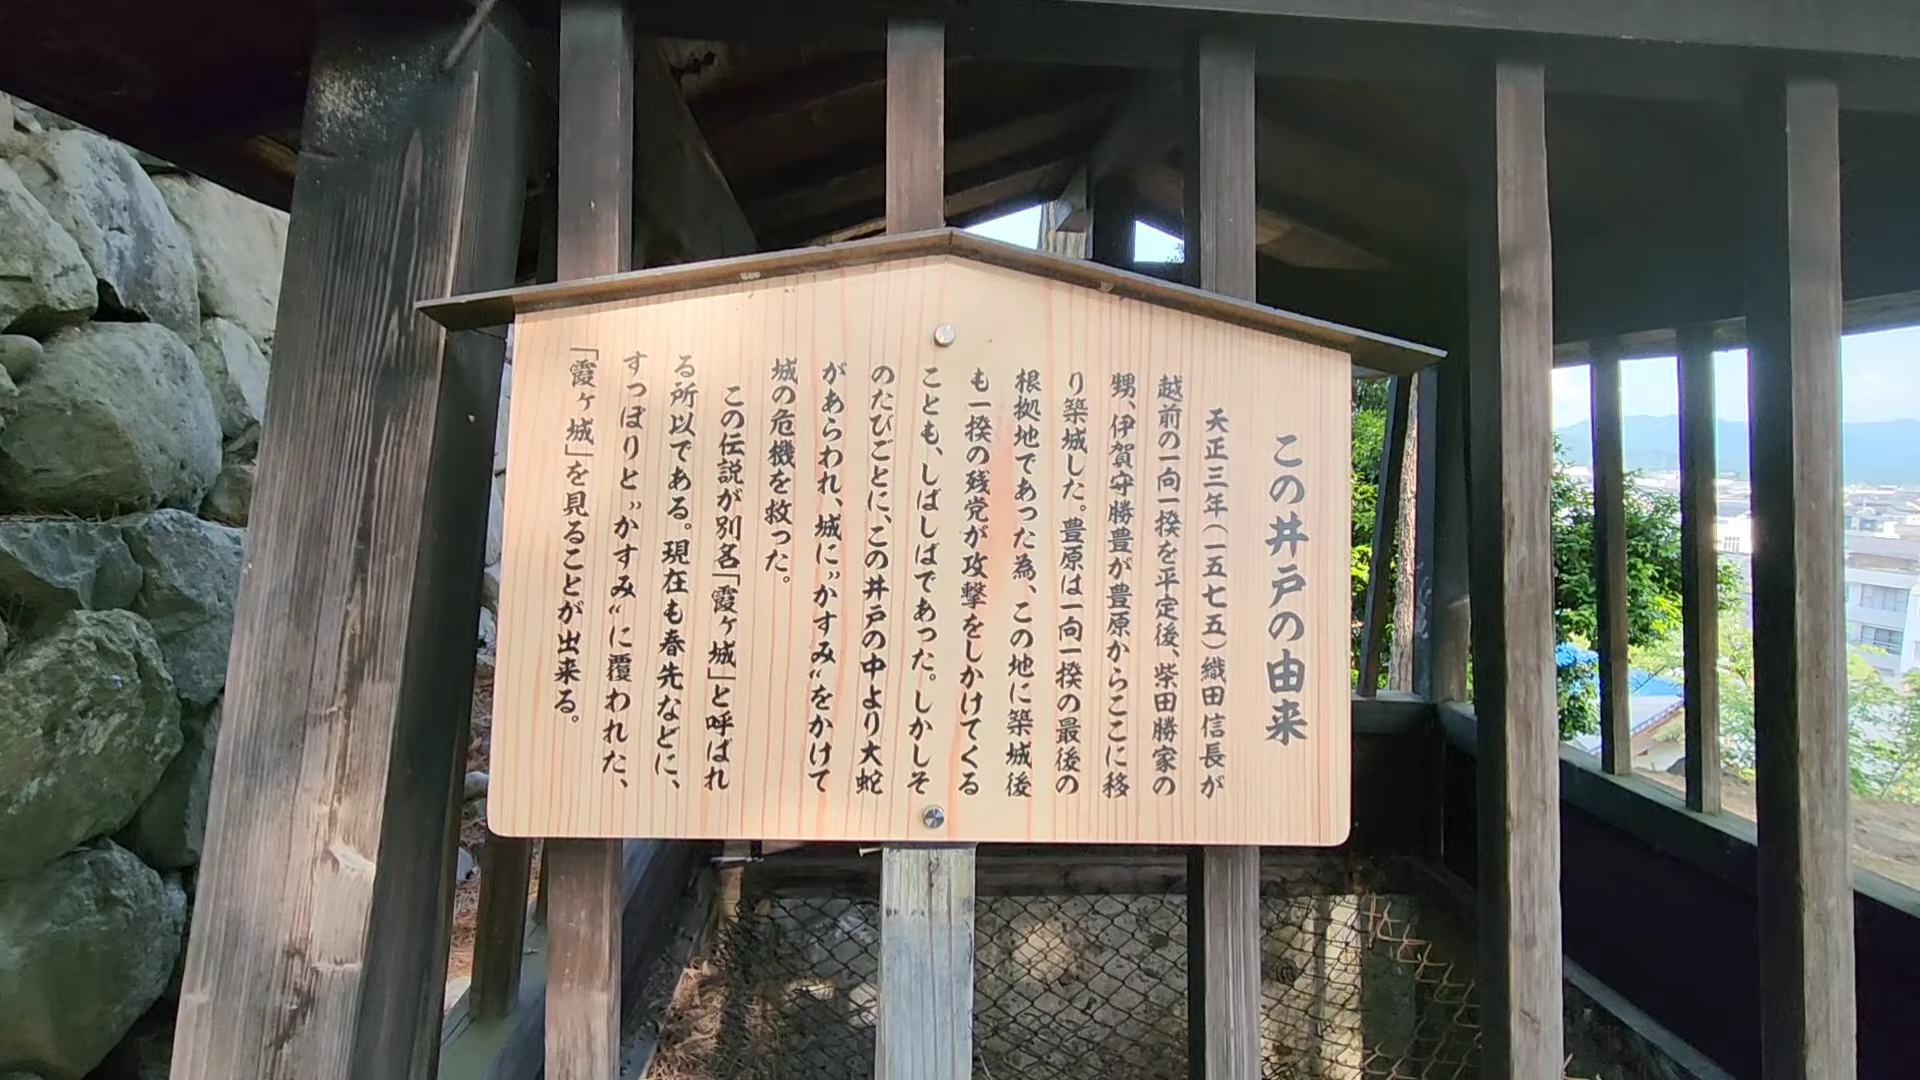 この井戸の由来
天正三年(一五七五)織田信長が
越前の一向一揆を平定後、柴田勝家の
甥、伊賀守勝豊が豊原からここに移
り築城した。豊原は一向一揆の最後の
根拠地であった為、この地に築城後
も一揆の残党が攻撃をしかけてくる
ことも、しばしばであった。しかしそ
のたびごとに、この井戸の中より大蛇
があらわれ、城に〝かすみ〟をかけて
城の危機を救った。
この伝説が別名「霞ヶ城」と呼ばれ
る所以である。現在も春先などに、
すっぽりと〝かすみ〟に覆われた、
「霞ヶ城」を見ることが出来る。